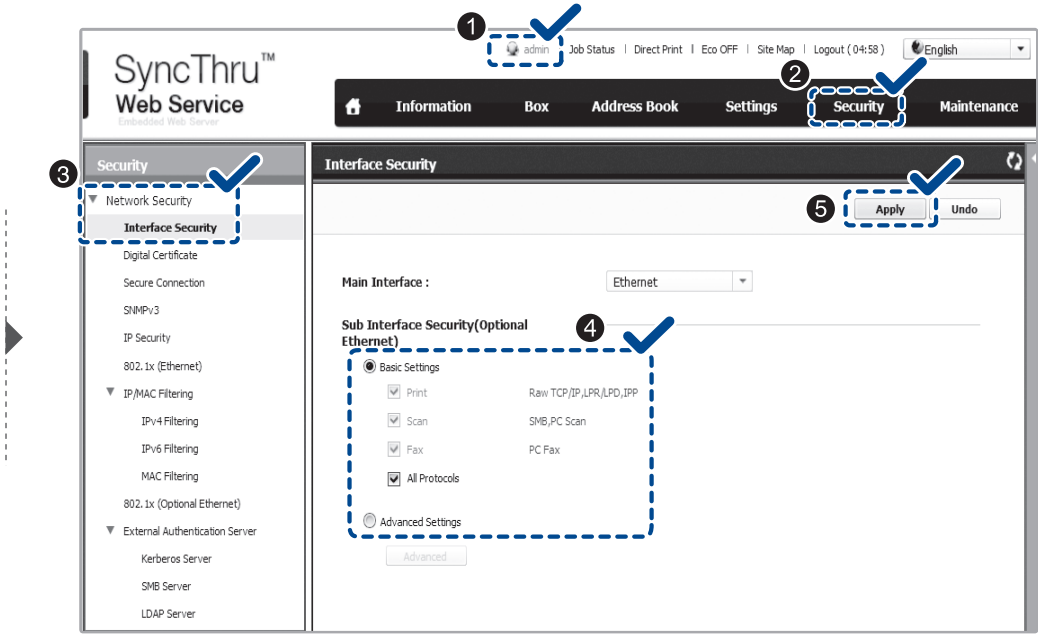 1
admin Job Status | Direct Print | Eco OFF | Site Map | Logout ( 04:58 ) English
SyncThru™
Web Service
Embedded Web Server
2
Information Box Address Book Settings Security Maintenance
3
Security
Network Security
Interface Security
Digital Certificate
Secure Connection
SNMPv3
IP Security
802.1x (Ethernet)
IP/MAC Filtering
IPv4 Filtering
IPv6 Filtering
MAC Filtering
802.1x (Optional Ethernet)
External Authentication Server
Kerberos Server
SMB Server
LDAP Server
Interface Security
5 Apply Undo
Main Interface : Ethernet
Sub Interface Security(Optional
Ethernet)
4
Basic Settings
Print Raw TCP/IP,LPR/LPD,IPP
Scan SMB,PC Scan
Fax PC Fax
All Protocols
Advanced Settings
Advanced